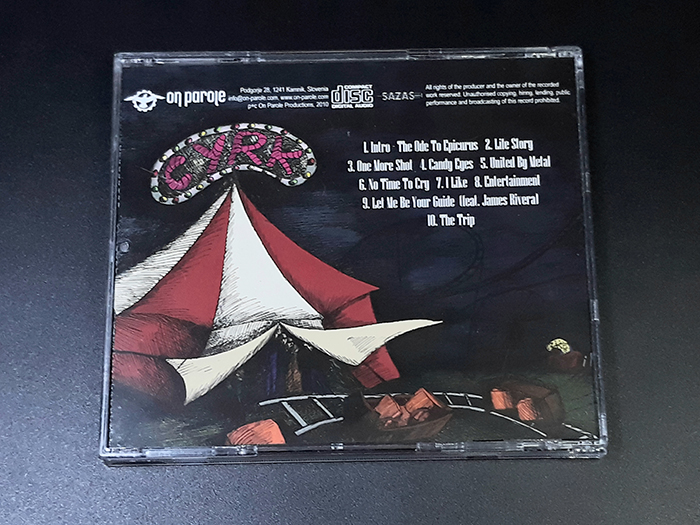 on parole
Podgorje 28, 1241 Kamnik, Slovenia
info@on-parole.com, www.on-parole.com
p+c On Parole Productions, 2010
COMPACT
disc
DIGITAL AUDIO
SAZAS
All rights of the producer and the owner of the recorded
work reserved. Unauthorised copying, hiring, lending, public
performance and broadcasting of this record prohibited.
CYRK
1. Intro - The Ode To Epicurus 2. Life Story
3. One More Shot 4. Candy Eyes 5. United By Metal
6. No Time To Cry 7. I Like 8. Entertainment
9. Let Me Be Your Guide (feat. James Rivera)
10. The Trip